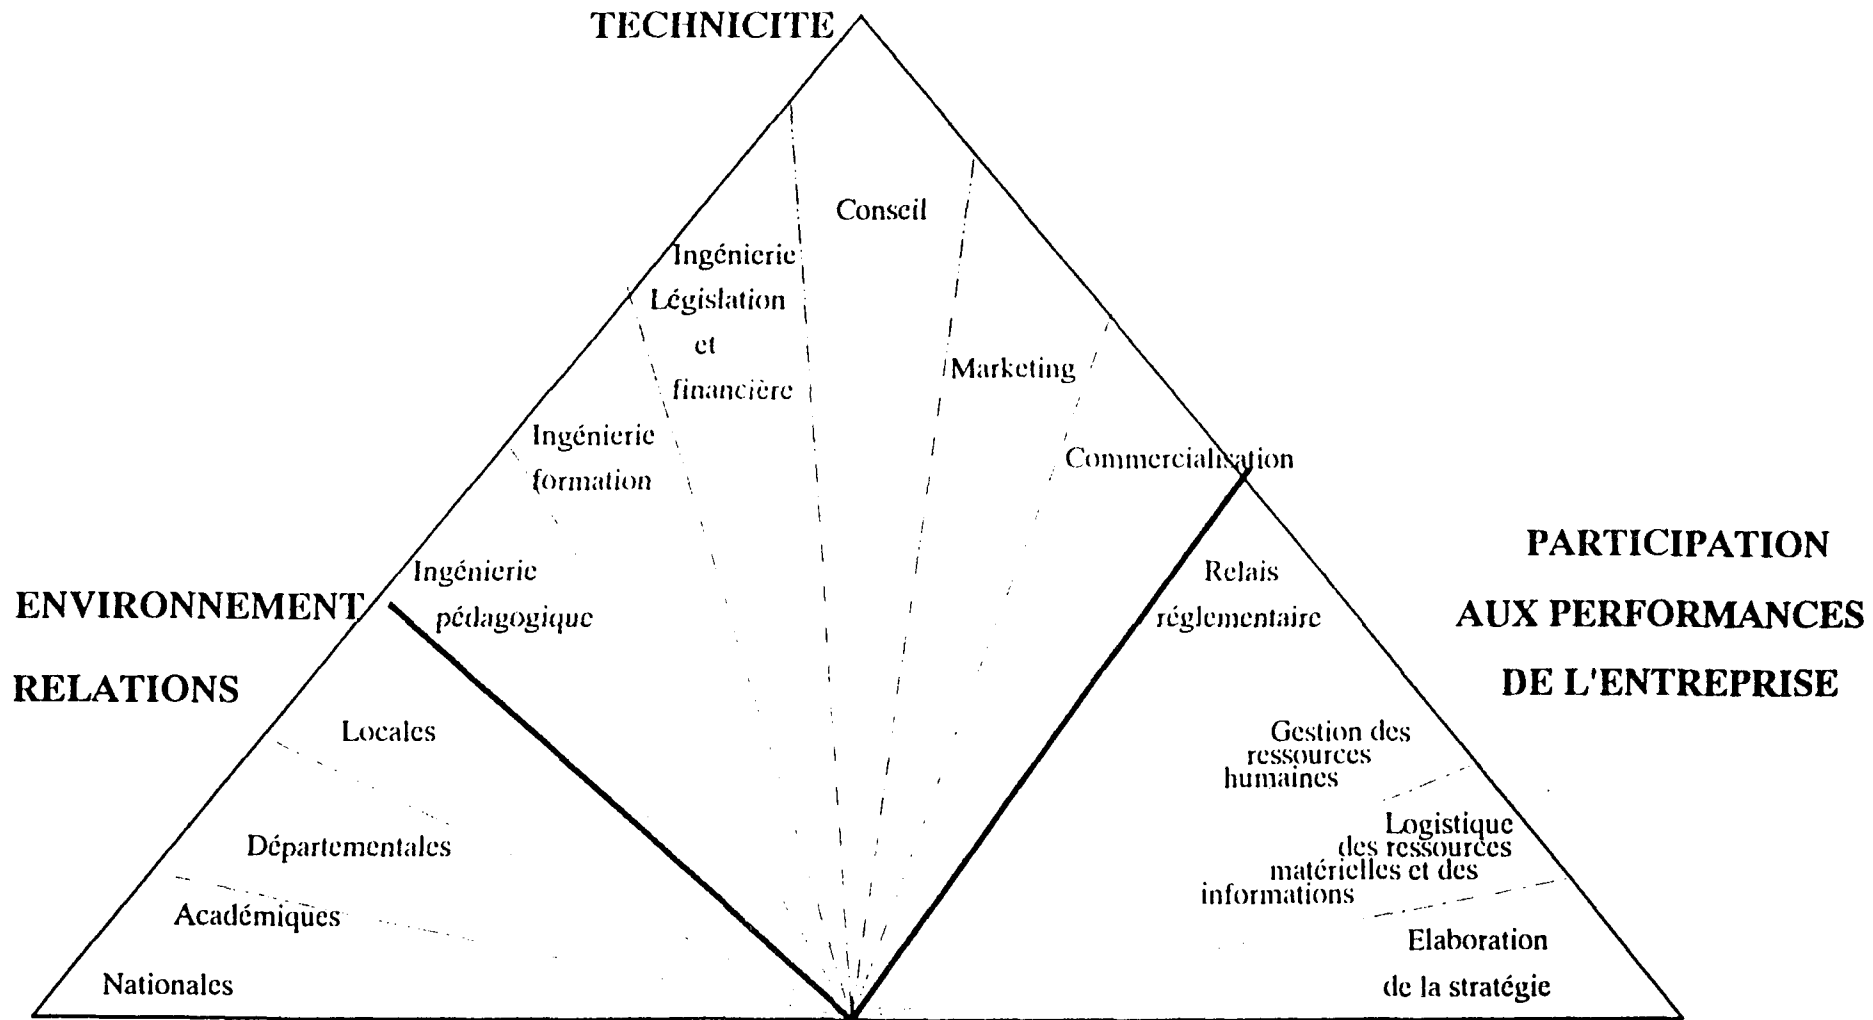 TECHNICITE
Conseil
Ingénierie
Législation
et
financière
Marketing
Ingénierie
formation
Commercialisation
Ingénierie
pédagogique
Relais
réglementaire
ENVIRONNEMENT
RELATIONS
PARTICIPATION
AUX PERFORMANCES
DE L'ENTREPRISE
Locales
Départementales
Académiques
Nationales
Gestion des
ressources
humaines
Logistique
des ressources
matérielles et des
informations
Elaboration
de la stratégie